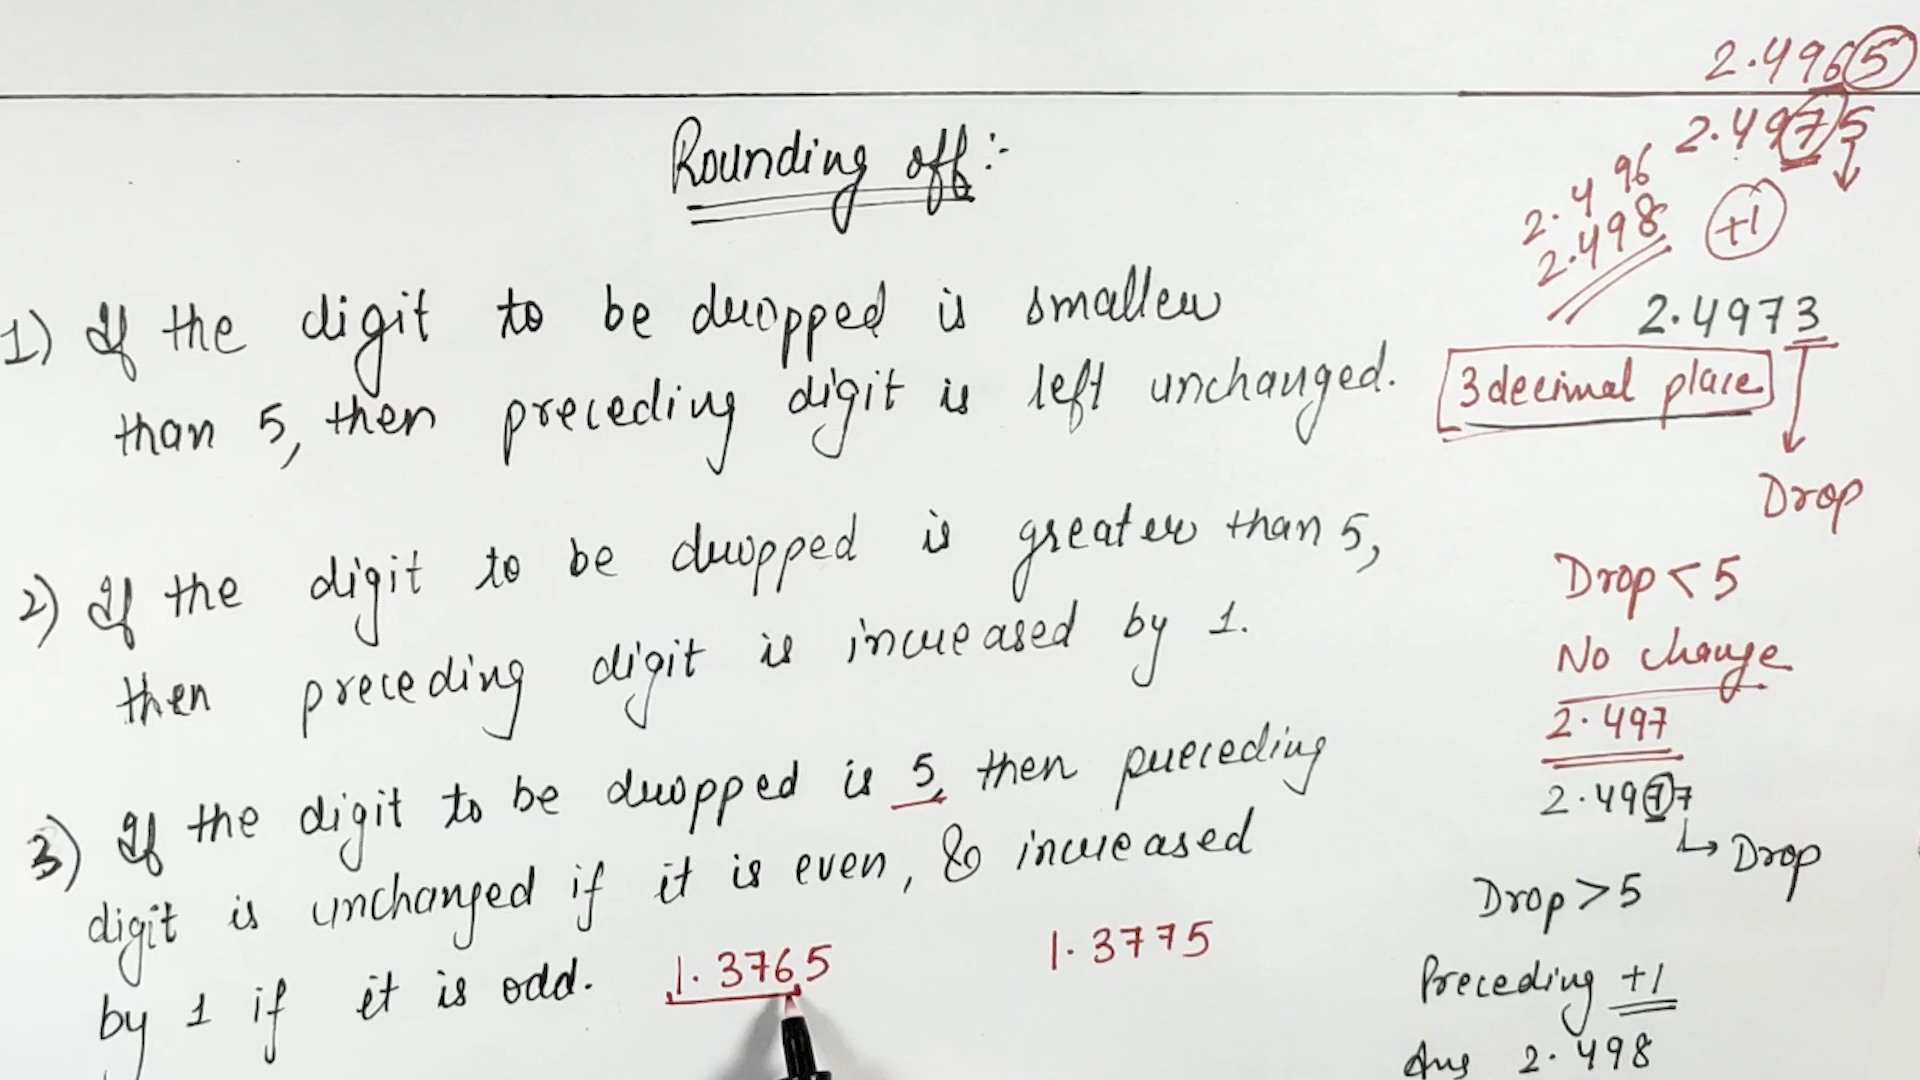 Rounding off:-
1) If the digit to be dropped is smaller
than 5, then preceding digit is left unchanged.
2) If the digit to be dropped is greater than 5,
then preceding digit is increased by 1.
3) If the digit to be dropped is 5, then preceding
digit is unchanged if it is even, & increased
by 1 if it is odd.
1.3765
1.3775
2.4965
2.4975
2.496
2.498
+1
2.4973
3 decimal place
Drop
Drop < 5
No change
2.497
2.4977
Drop
Drop > 5
Preceding +1
Ans 2.498